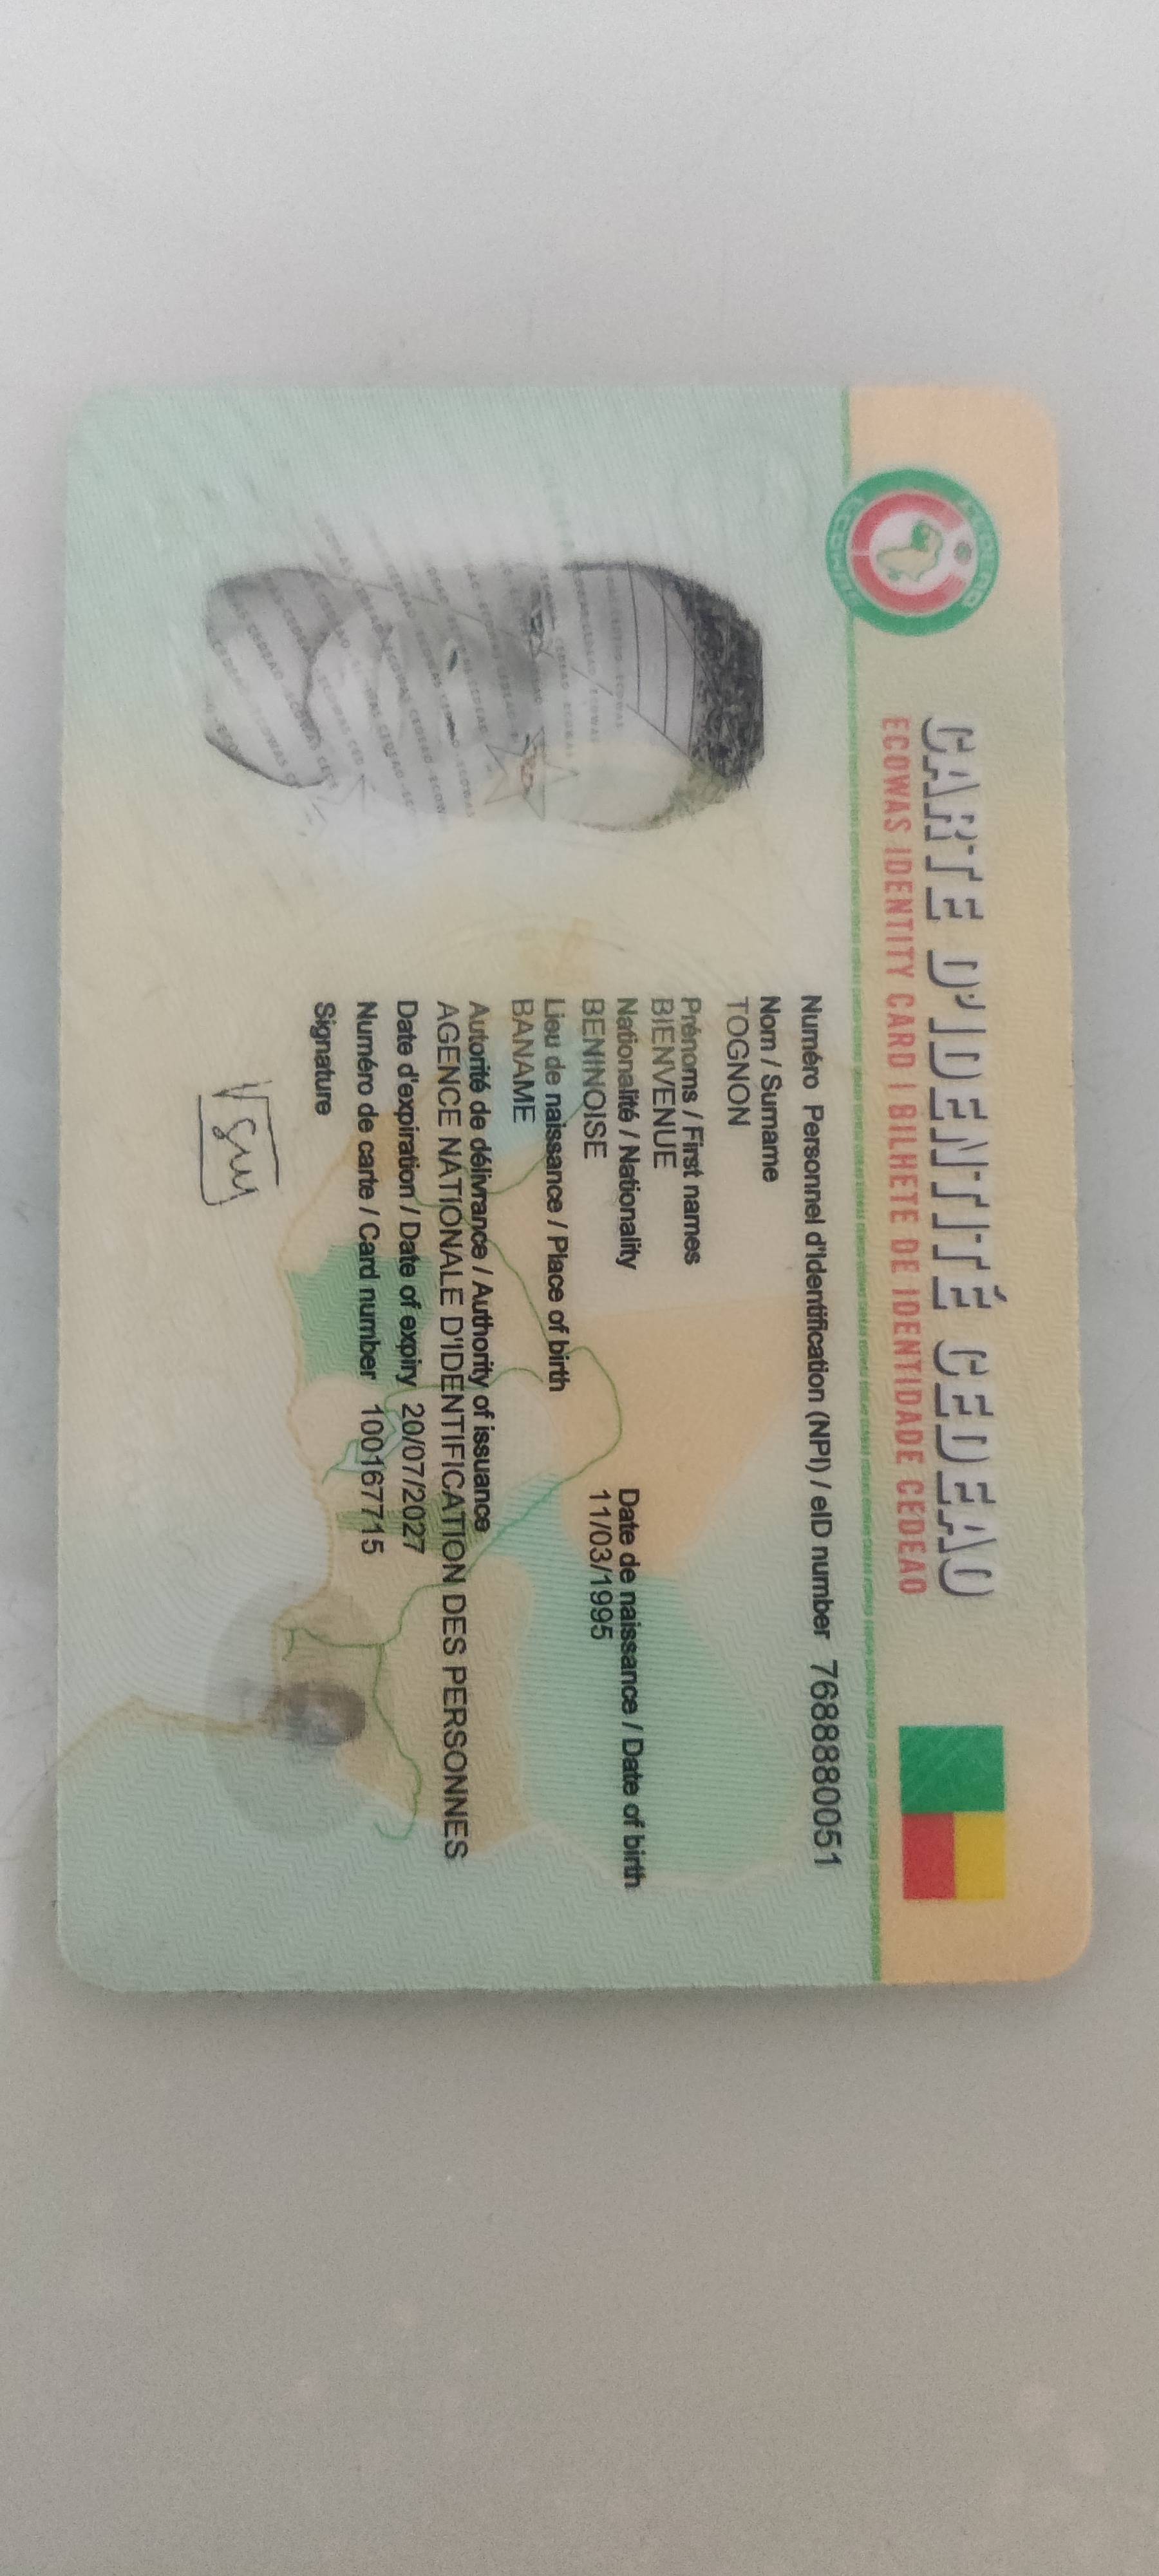 CARTE D'IDENTITÉ CEDEAO
ECOWAS IDENTITY CARD | BILHETE DE IDENTIDADE CEDEAO
CEDEAO
ECOWAS
Numéro Personnel d'Identification (NPI) / eID number 7688880051
Nom / Surname
TOGNON
Prénoms / First names
BIENVENUE
Nationalité / Nationality
BENINOISE
Date de naissance / Date of birth
11/03/1995
Lieu de naissance / Place of birth
BANAME
Autorité de délivrance / Authority of issuance
AGENCE NATIONALE D'IDENTIFICATION DES PERSONNES
Date d'expiration / Date of expiry 20/07/2027
Numéro de carte / Card number 100167715
Signature